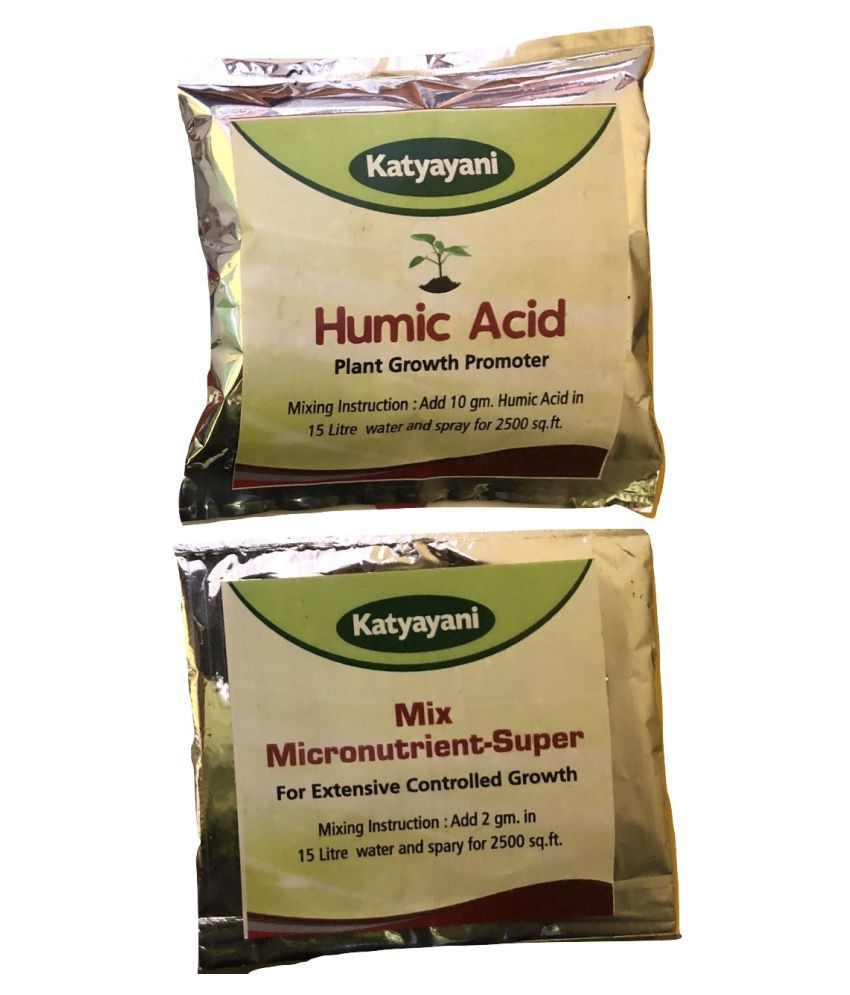 Katyayani
Humic Acid
Plant Growth Promoter
Mixing Instruction : Add 10 gm. Humic Acid in
15 Litre water and spray for 2500 sq.ft.
Katyayani
Mix
Micronutrient-Super
For Extensive Controlled Growth
Mixing Instruction : Add 2 gm. in
15 Litre water and spary for 2500 sq.ft.